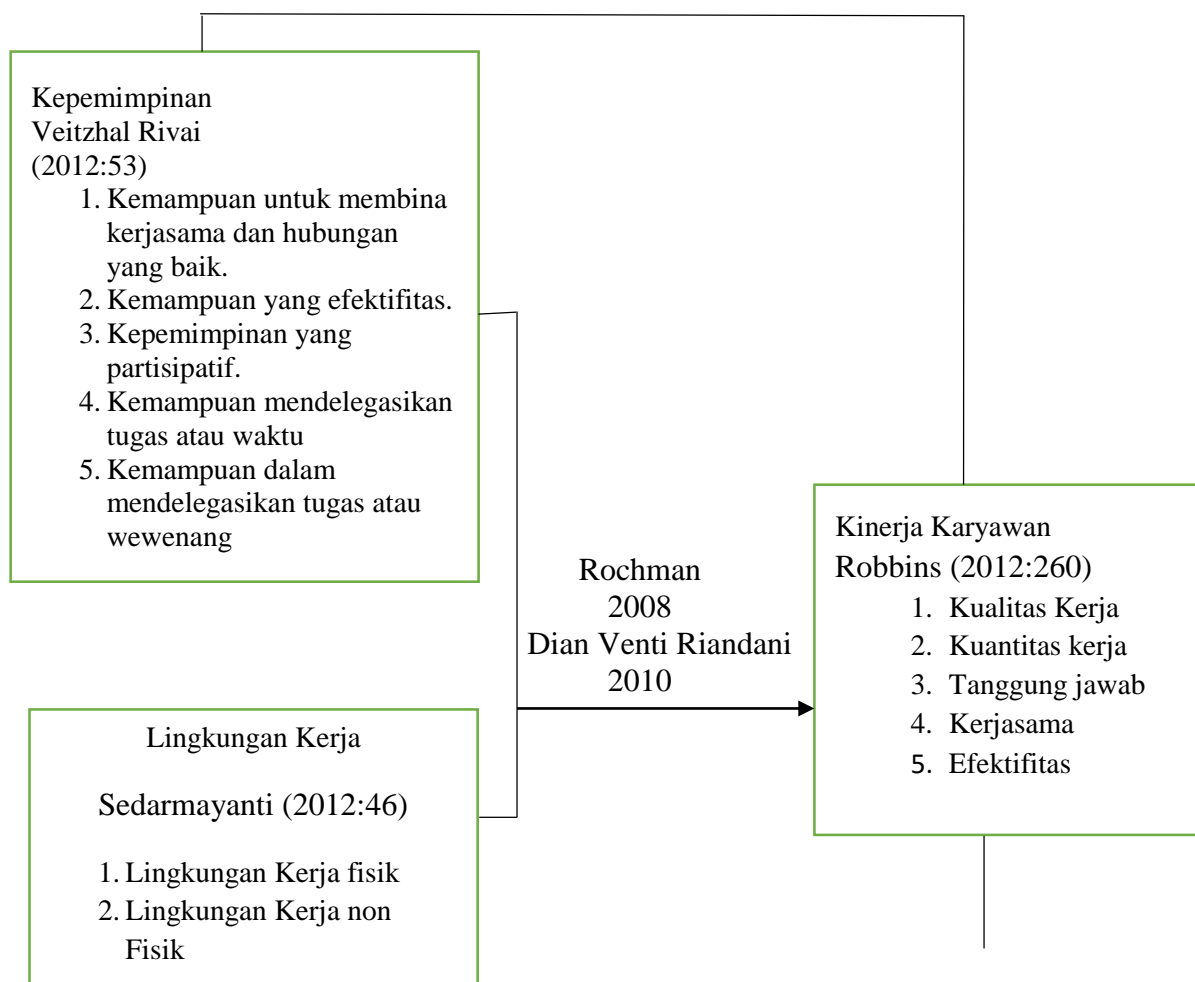 Kepemimpinan
Veitzhal Rivai
(2012:53)
1. Kemampuan untuk membina
kerjasama dan hubungan
yang baik.
2. Kemampuan yang efektifitas.
3. Kepemimpinan yang
partisipatif.
4. Kemampuan mendelegasikan
tugas atau waktu
5. Kemampuan dalam
mendelegasikan tugas atau
wewenang
Rochman
2008
Dian Venti Riandani
2010
Lingkungan Kerja
Sedarmayanti (2012:46)
1. Lingkungan Kerja fisik
2. Lingkungan Kerja non
Fisik
Kinerja Karyawan
Robbins (2012:260)
1. Kualitas Kerja
2. Kuantitas kerja
3. Tanggung jawab
4. Kerjasama
5. Efektifitas